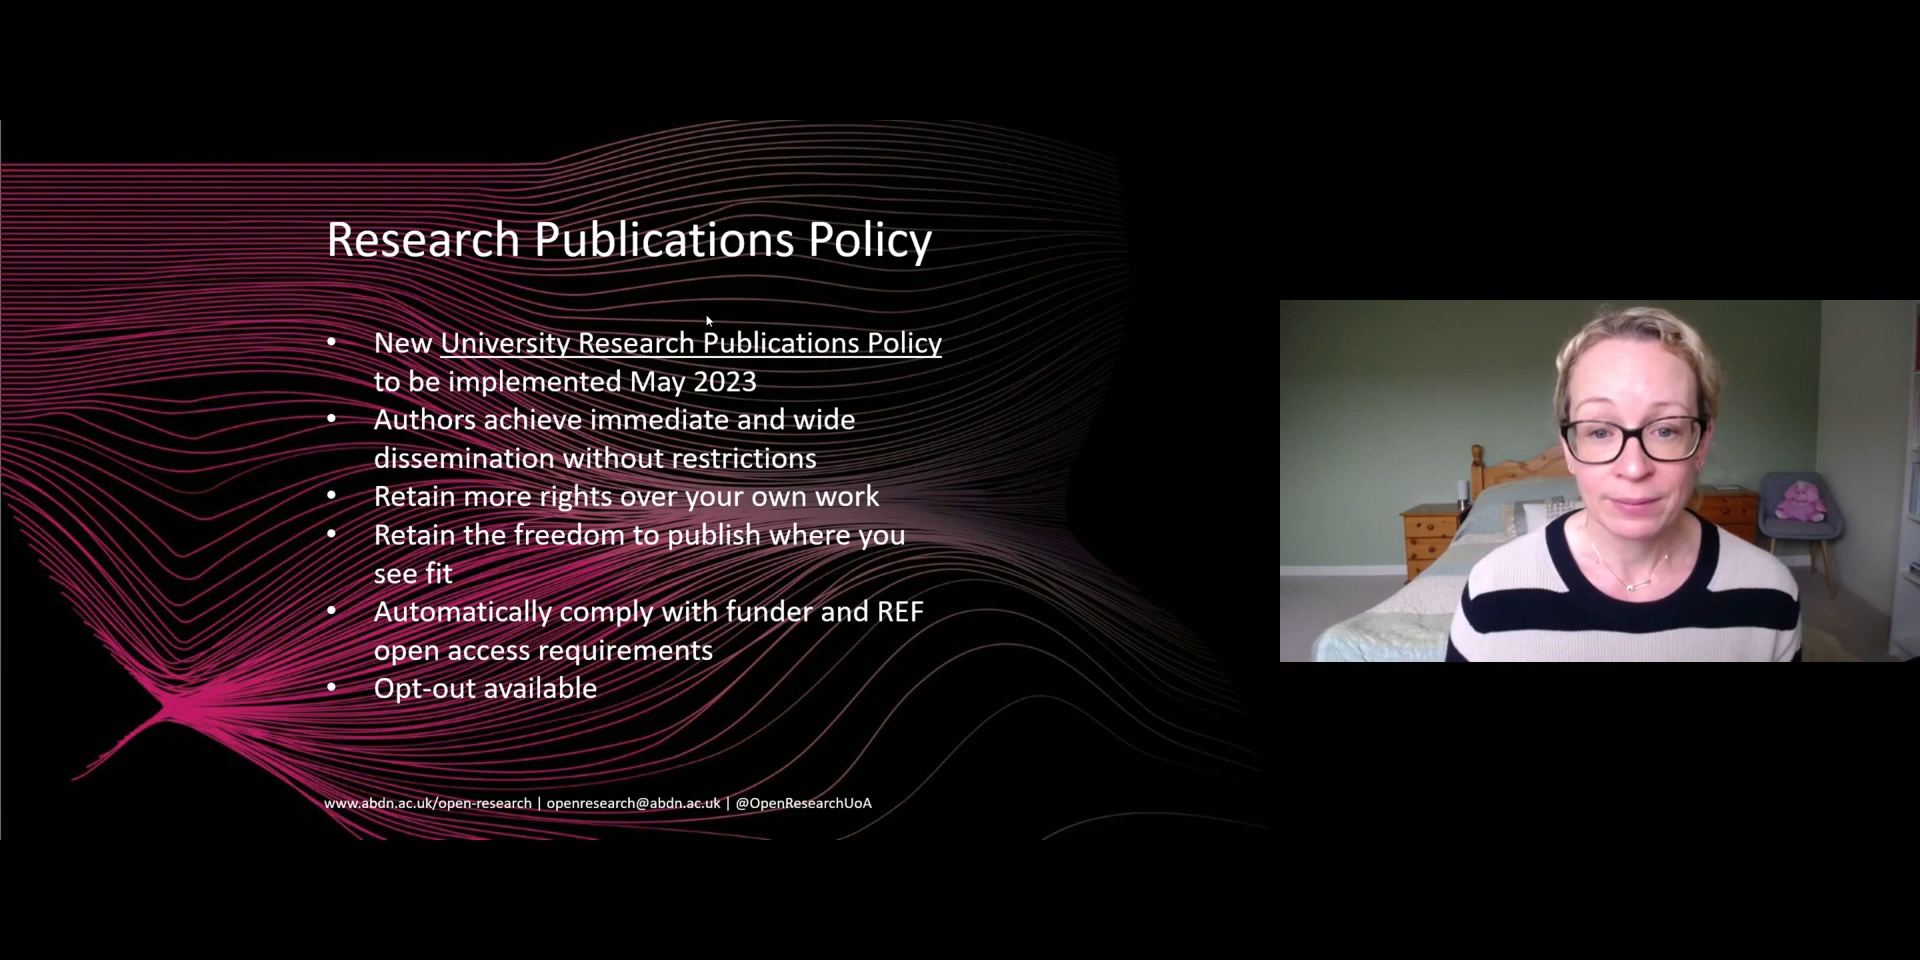 Research Publications Policy
• New University Research Publications Policy
to be implemented May 2023
• Authors achieve immediate and wide
dissemination without restrictions
• Retain more rights over your own work
• Retain the freedom to publish where you
see fit
• Automatically comply with funder and REF
open access requirements
• Opt-out available
www.abdn.ac.uk/open-research | openresearch@abdn.ac.uk | @OpenResearchUoA